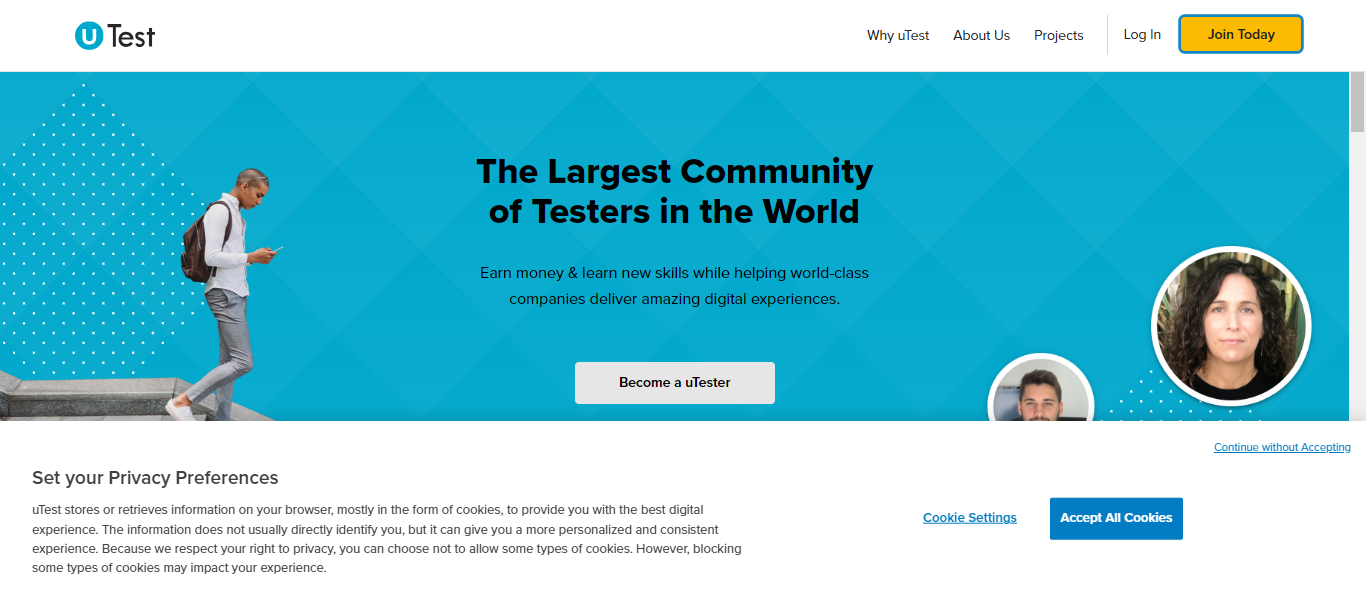 uTest
Why uTest
About Us
Projects
Log In
Join Today
The Largest Community
of Testers in the World
Earn money & learn new skills while helping world-class
companies deliver amazing digital experiences.
Become a uTester
Continue without Accepting
Set your Privacy Preferences
uTest stores or retrieves information on your browser, mostly in the form of cookies, to provide you with the best digital
experience. The information does not usually directly identify you, but it can give you a more personalized and consistent
experience. Because we respect your right to privacy, you can choose not to allow some types of cookies. However, blocking
some types of cookies may impact your experience.
Cookie Settings
Accept All Cookies